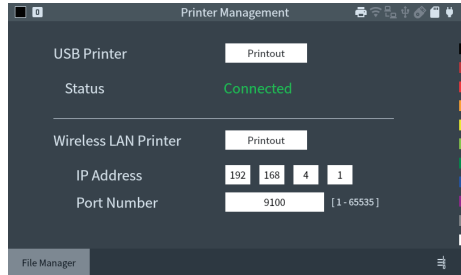 0 Printer Management
USB Printer Printout
Status Connected
Wireless LAN Printer Printout
IP Address 192 168 4 1
Port Number 9100 [ 1 - 65535 ]
File Manager